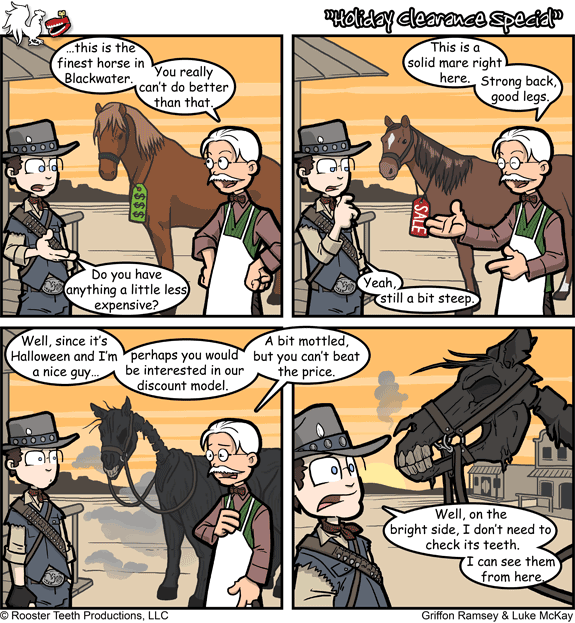 "Holiday Clearance Special"
...this is the
finest horse in
Blackwater.
You really
can't do better
than that.
$$$
Do you have
anything a little less
expensive?
This is a
solid mare right
here.
Strong back,
good legs.
SALE
Yeah,
still a bit steep.
Well, since it's
Halloween and I'm
a nice guy...
perhaps you would
be interested in our
discount model.
A bit mottled,
but you can't beat
the price.
Well, on the
bright side, I don't need to
check its teeth.
I can see them
from here.
© Rooster Teeth Productions, LLC
Griffon Ramsey & Luke McKay